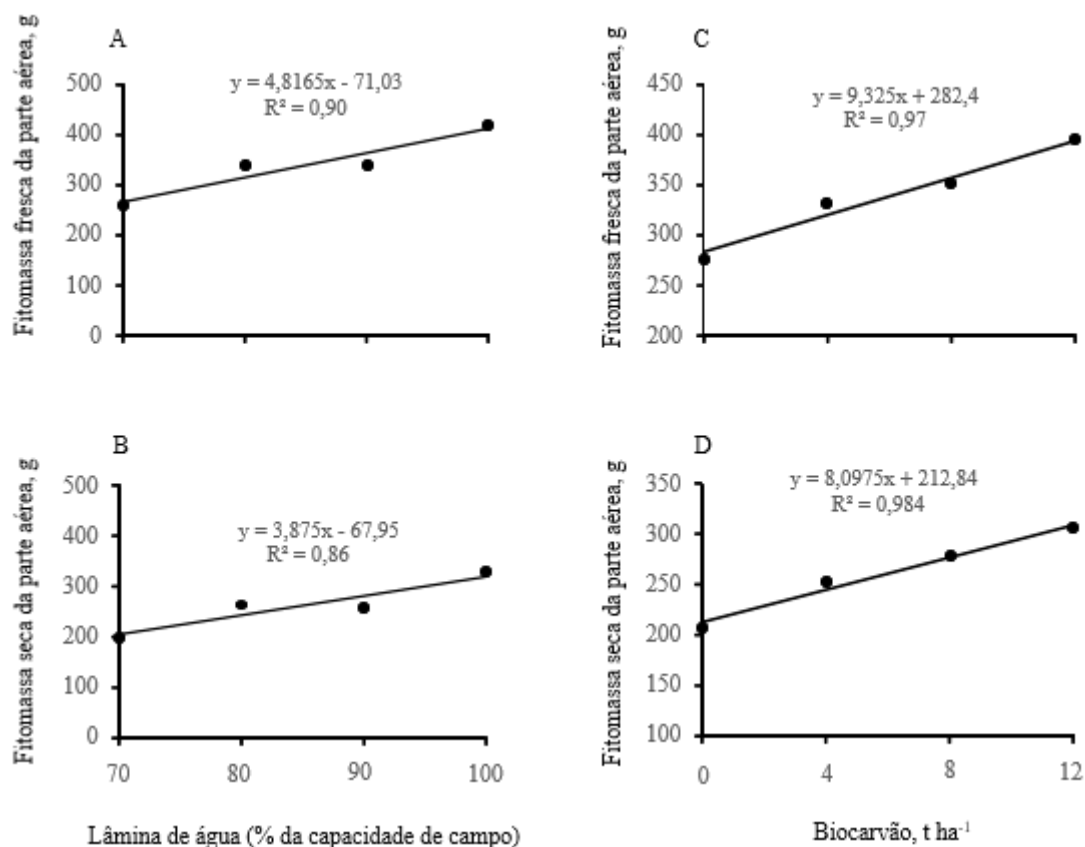 A
Fitomassa fresca da parte aérea, g
y = 4,8165x - 71,03
R² = 0,90
500
400
300
200
100
0
C
Fitomassa fresca da parte aérea, g
y = 9,325x + 282,4
R² = 0,97
450
400
350
300
250
200
B
Fitomassa seca da parte aérea, g
y = 3,875x - 67,95
R² = 0,86
500
400
300
200
100
0
70 80 90 100
Lâmina de água (% da capacidade de campo)
D
Fitomassa seca da parte aérea, g
y = 8,0975x + 212,84
R² = 0,984
350
300
250
200
150
100
0 4 8 12
Biocarvão, t ha⁻¹